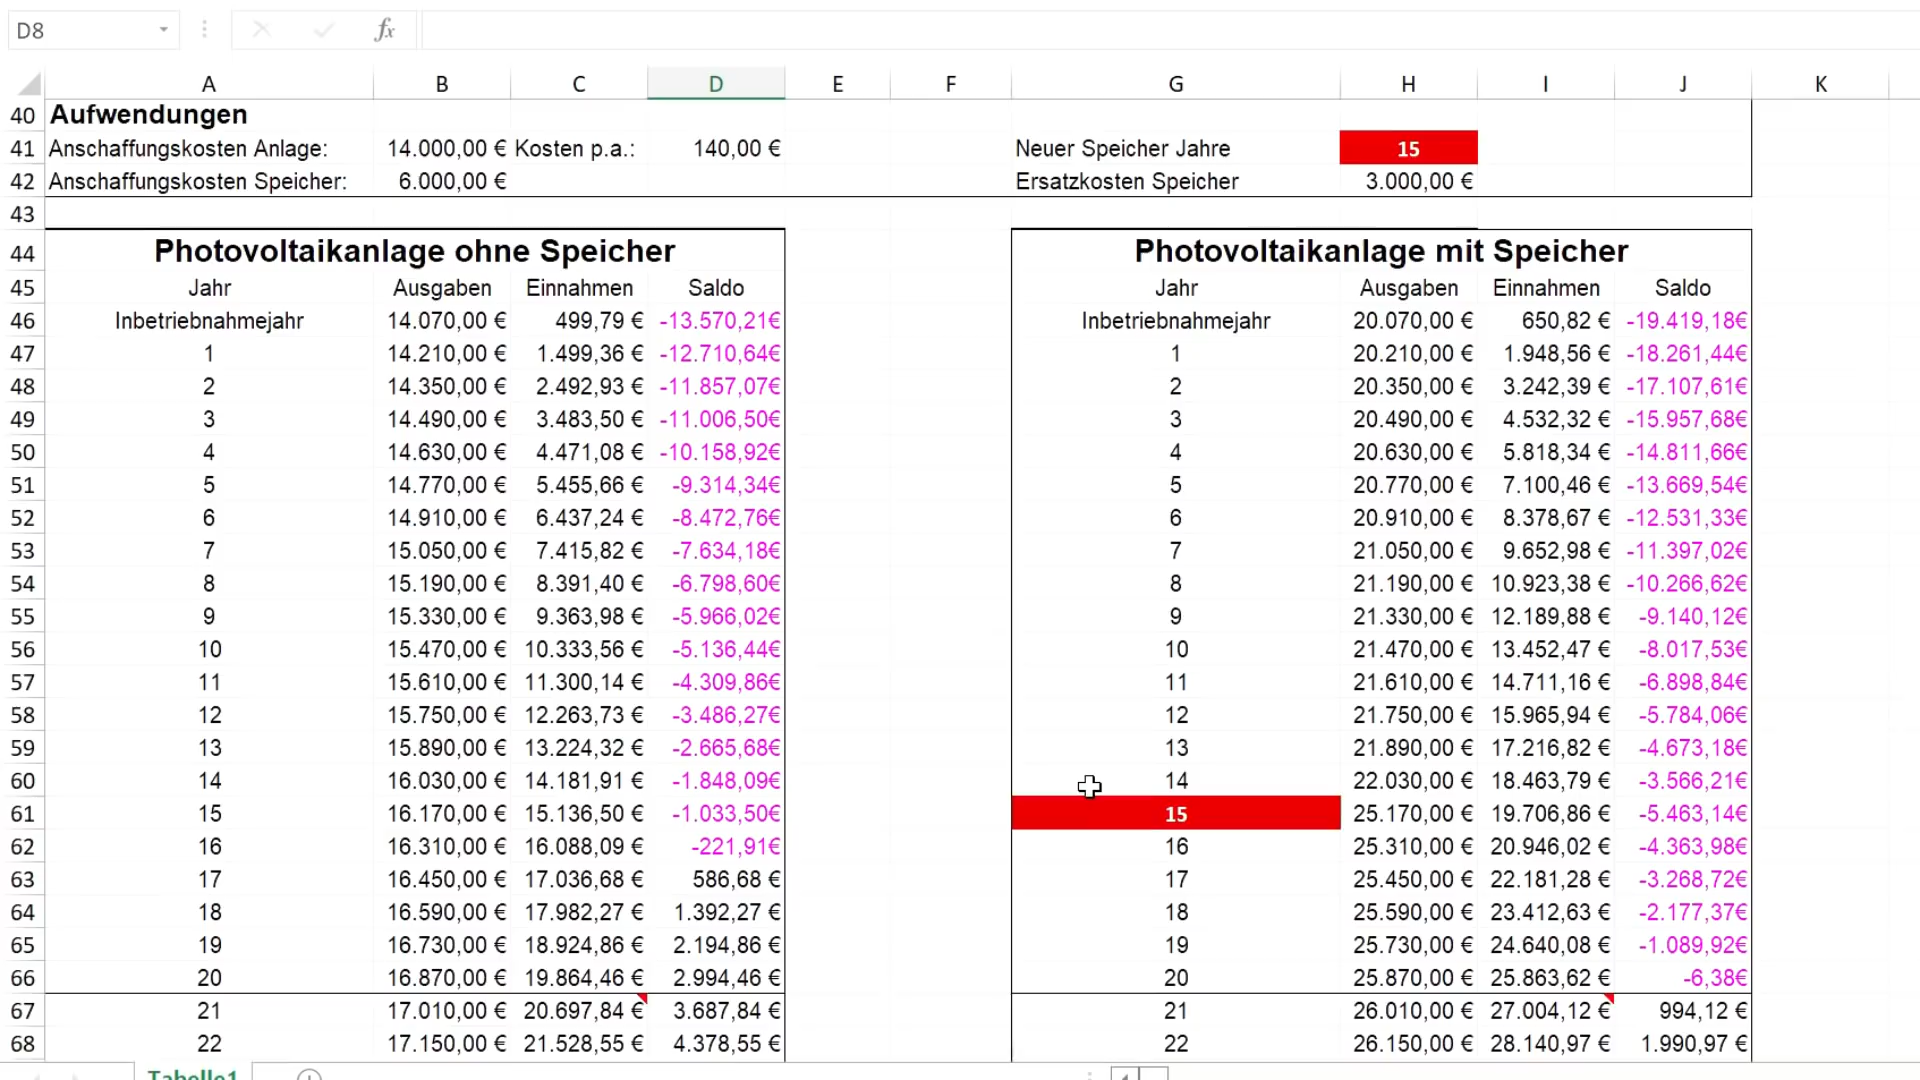 D8 fx
A B C D E F G H I J K
40 Aufwendungen
41 Anschaffungskosten Anlage: 14.000,00 € Kosten p.a.: 140,00 € Neuer Speicher Jahre 15
42 Anschaffungskosten Speicher: 6.000,00 € Ersatzkosten Speicher 3.000,00 €
43
44 Photovoltaikanlage ohne Speicher Photovoltaikanlage mit Speicher
45 Jahr Ausgaben Einnahmen Saldo Jahr Ausgaben Einnahmen Saldo
46 Inbetriebnahmejahr 14.070,00 € 499,79 € -13.570,21€ Inbetriebnahmejahr 20.070,00 € 650,82 € -19.419,18€
47 1 14.210,00 € 1.499,36 € -12.710,64€ 1 20.210,00 € 1.948,56 € -18.261,44€
48 2 14.350,00 € 2.492,93 € -11.857,07€ 2 20.350,00 € 3.242,39 € -17.107,61€
49 3 14.490,00 € 3.483,50 € -11.006,50€ 3 20.490,00 € 4.532,32 € -15.957,68€
50 4 14.630,00 € 4.471,08 € -10.158,92€ 4 20.630,00 € 5.818,34 € -14.811,66€
51 5 14.770,00 € 5.455,66 € -9.314,34€ 5 20.770,00 € 7.100,46 € -13.669,54€
52 6 14.910,00 € 6.437,24 € -8.472,76€ 6 20.910,00 € 8.378,67 € -12.531,33€
53 7 15.050,00 € 7.415,82 € -7.634,18€ 7 21.050,00 € 9.652,98 € -11.397,02€
54 8 15.190,00 € 8.391,40 € -6.798,60€ 8 21.190,00 € 10.923,38 € -10.266,62€
55 9 15.330,00 € 9.363,98 € -5.966,02€ 9 21.330,00 € 12.189,88 € -9.140,12€
56 10 15.470,00 € 10.333,56 € -5.136,44€ 10 21.470,00 € 13.452,47 € -8.017,53€
57 11 15.610,00 € 11.300,14 € -4.309,86€ 11 21.610,00 € 14.711,16 € -6.898,84€
58 12 15.750,00 € 12.263,73 € -3.486,27€ 12 21.750,00 € 15.965,94 € -5.784,06€
59 13 15.890,00 € 13.224,32 € -2.665,68€ 13 21.890,00 € 17.216,82 € -4.673,18€
60 14 16.030,00 € 14.181,91 € -1.848,09€ 14 22.030,00 € 18.463,79 € -3.566,21€
61 15 16.170,00 € 15.136,50 € -1.033,50€ 15 25.170,00 € 19.706,86 € -5.463,14€
62 16 16.310,00 € 16.088,09 € -221,91€ 16 25.310,00 € 20.946,02 € -4.363,98€
63 17 16.450,00 € 17.036,68 € 586,68 € 17 25.450,00 € 22.181,28 € -3.268,72€
64 18 16.590,00 € 17.982,27 € 1.392,27 € 18 25.590,00 € 23.412,63 € -2.177,37€
65 19 16.730,00 € 18.924,86 € 2.194,86 € 19 25.730,00 € 24.640,08 € -1.089,92€
66 20 16.870,00 € 19.864,46 € 2.994,46 € 20 25.870,00 € 25.863,62 € -6,38€
67 21 17.010,00 € 20.697,84 € 3.687,84 € 21 26.010,00 € 27.004,12 € 994,12 €
68 22 17.150,00 € 21.528,55 € 4.378,55 € 22 26.150,00 € 28.140,97 € 1.990,97 €
Tabelle1